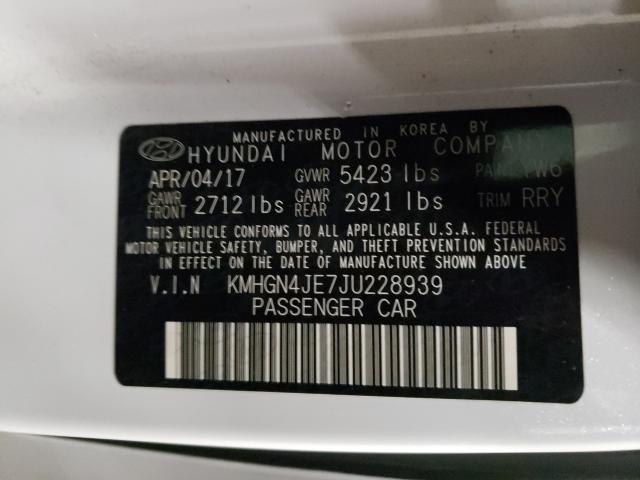 MANUFACTURED IN KOREA BY
HYUNDAI MOTOR COMPANY
APR/04/17 GVWR 5423 lbs PAINT YW6
GAWR FRONT 2712 lbs GAWR REAR 2921 lbs TRIM RRY
THIS VEHICLE CONFORMS TO ALL APPLICABLE U.S.A. FEDERAL
MOTOR VEHICLE SAFETY, BUMPER, AND THEFT PREVENTION STANDARDS
IN EFFECT ON THE DATE OF MANUFACTURE SHOWN ABOVE
V.I.N KMHGN4JE7JU228939
PASSENGER CAR